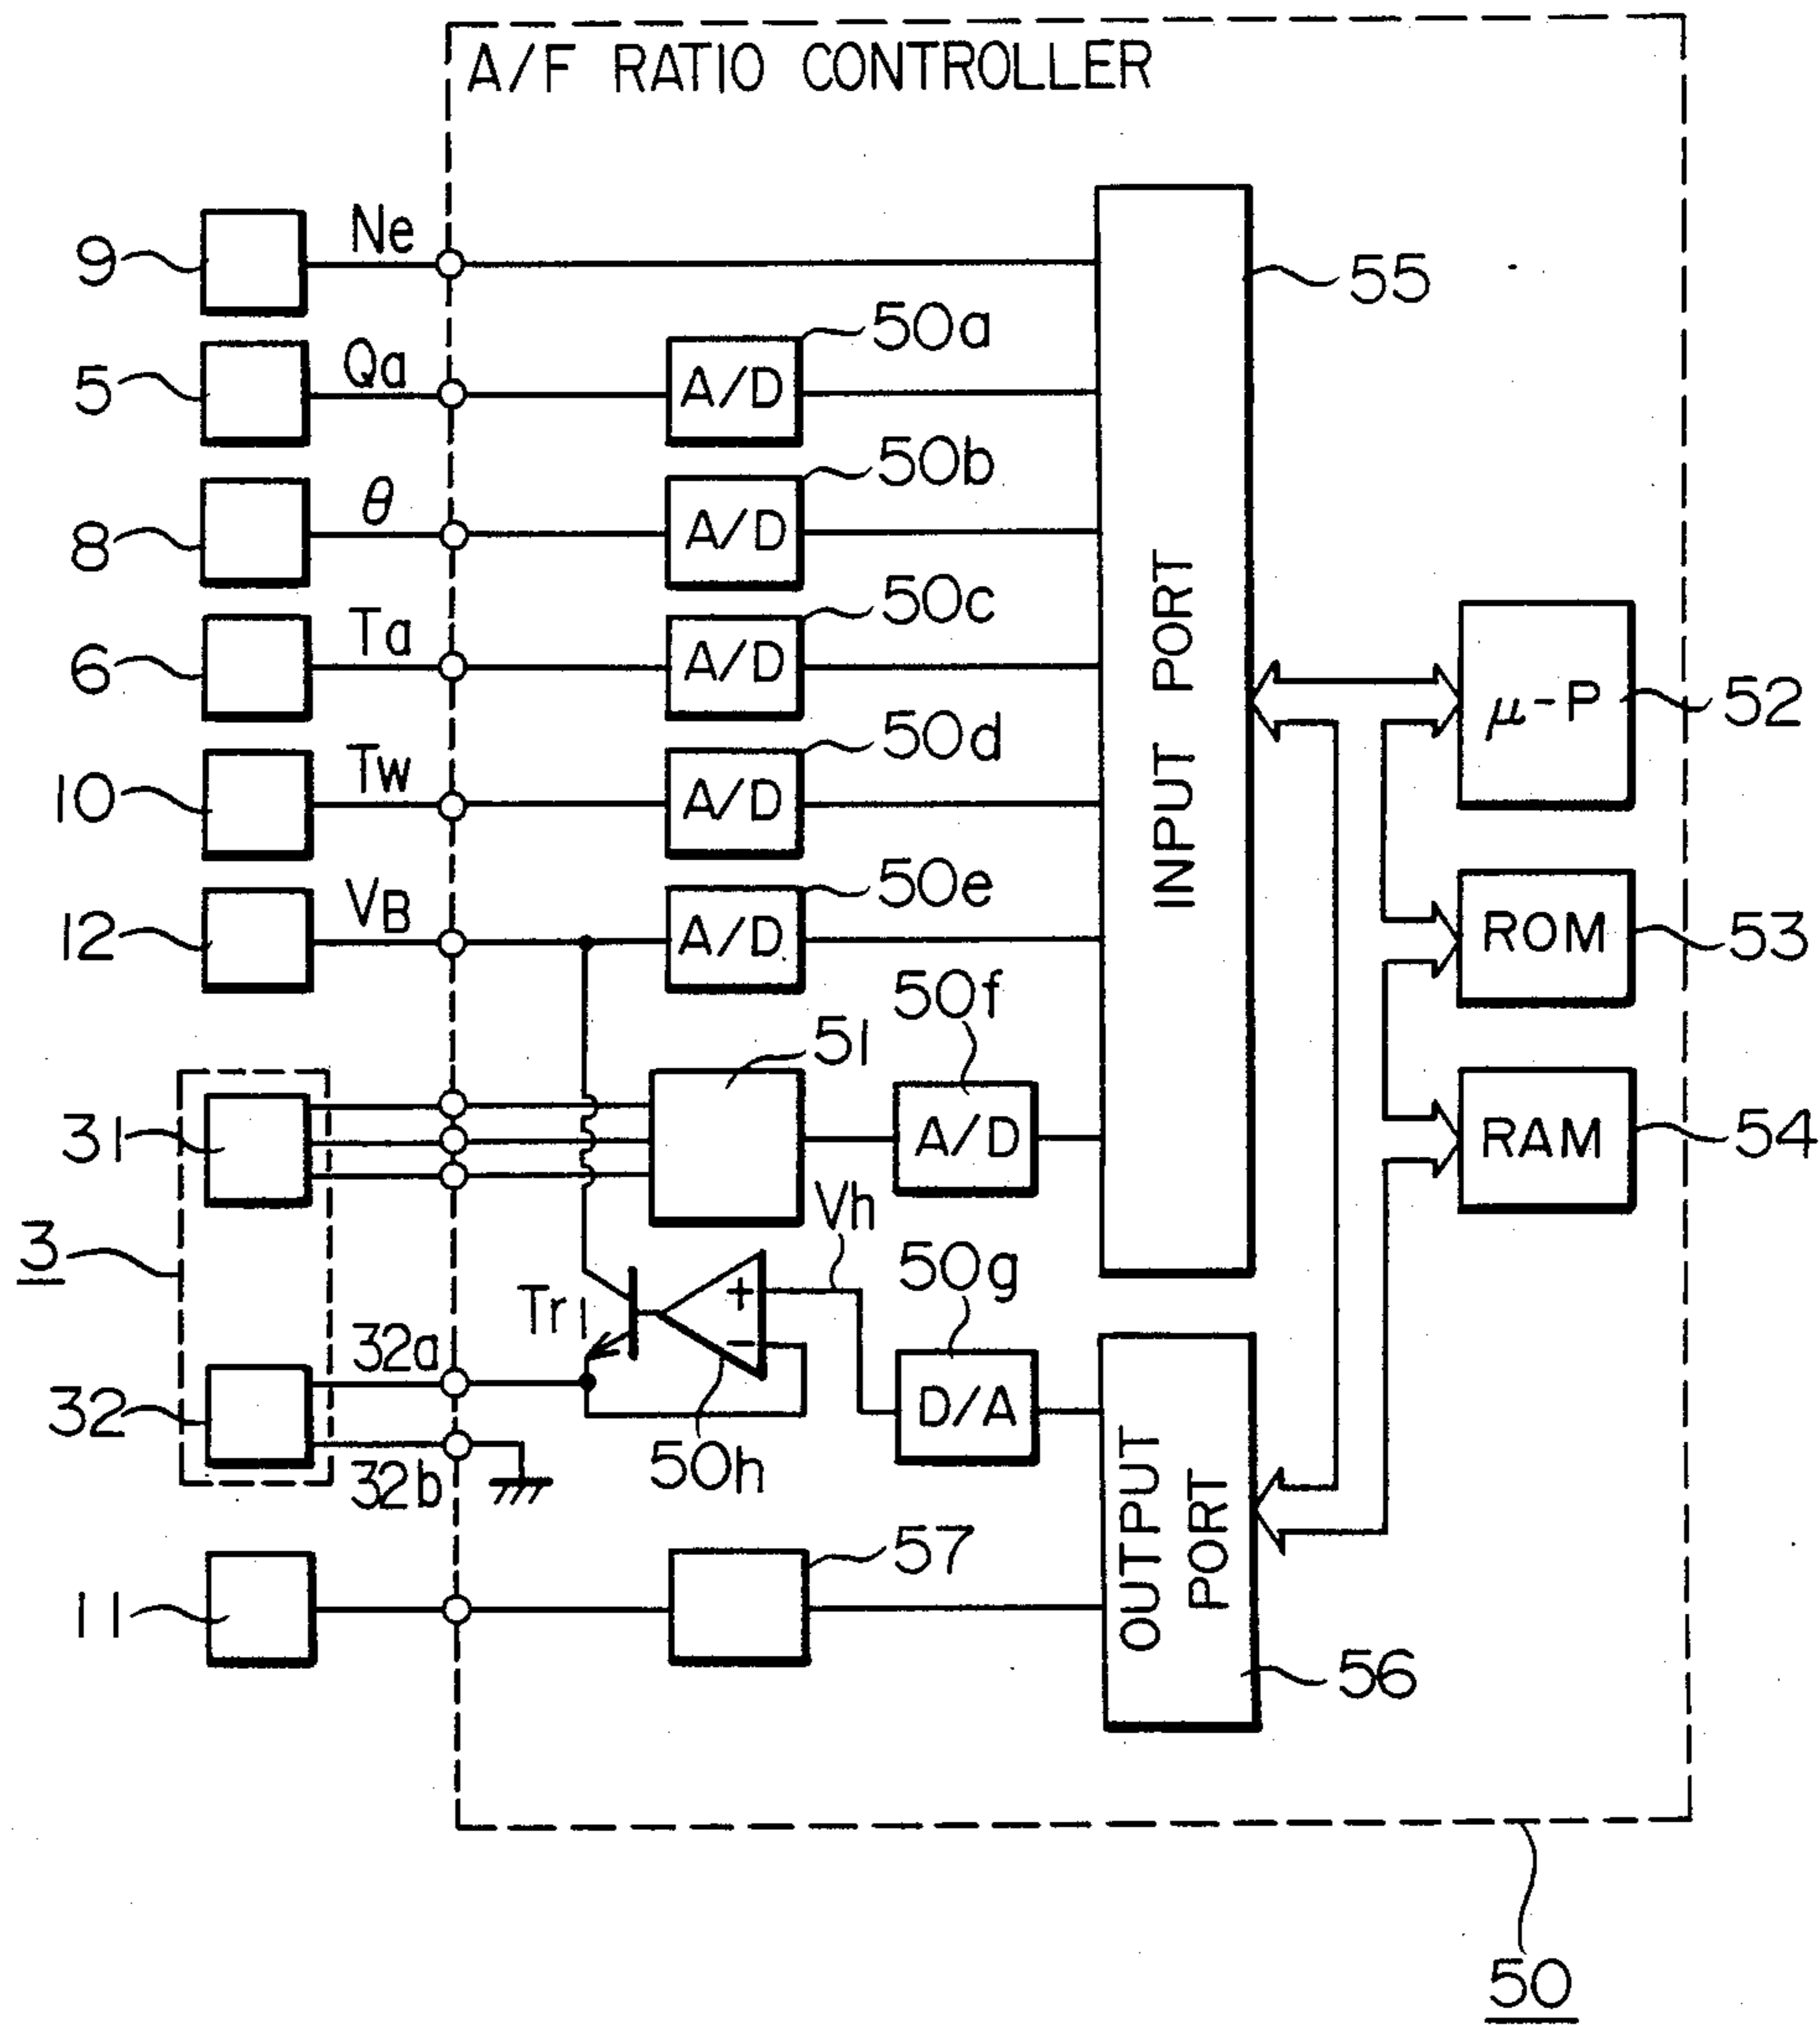 A/F RATIO CONTROLLER
9
Ne
55
5
Qa
50a
A/D
8
θ
50b
A/D
6
Ta
50c
A/D
INPUT PORT
μ-P
52
10
Tw
50d
A/D
12
VB
50e
A/D
ROM
53
31
51
50f
A/D
RAM
54
3
Vh
Tr1
+
−
50g
D/A
32
32a
32b
50h
OUTPUT
PORT
11
57
56
50